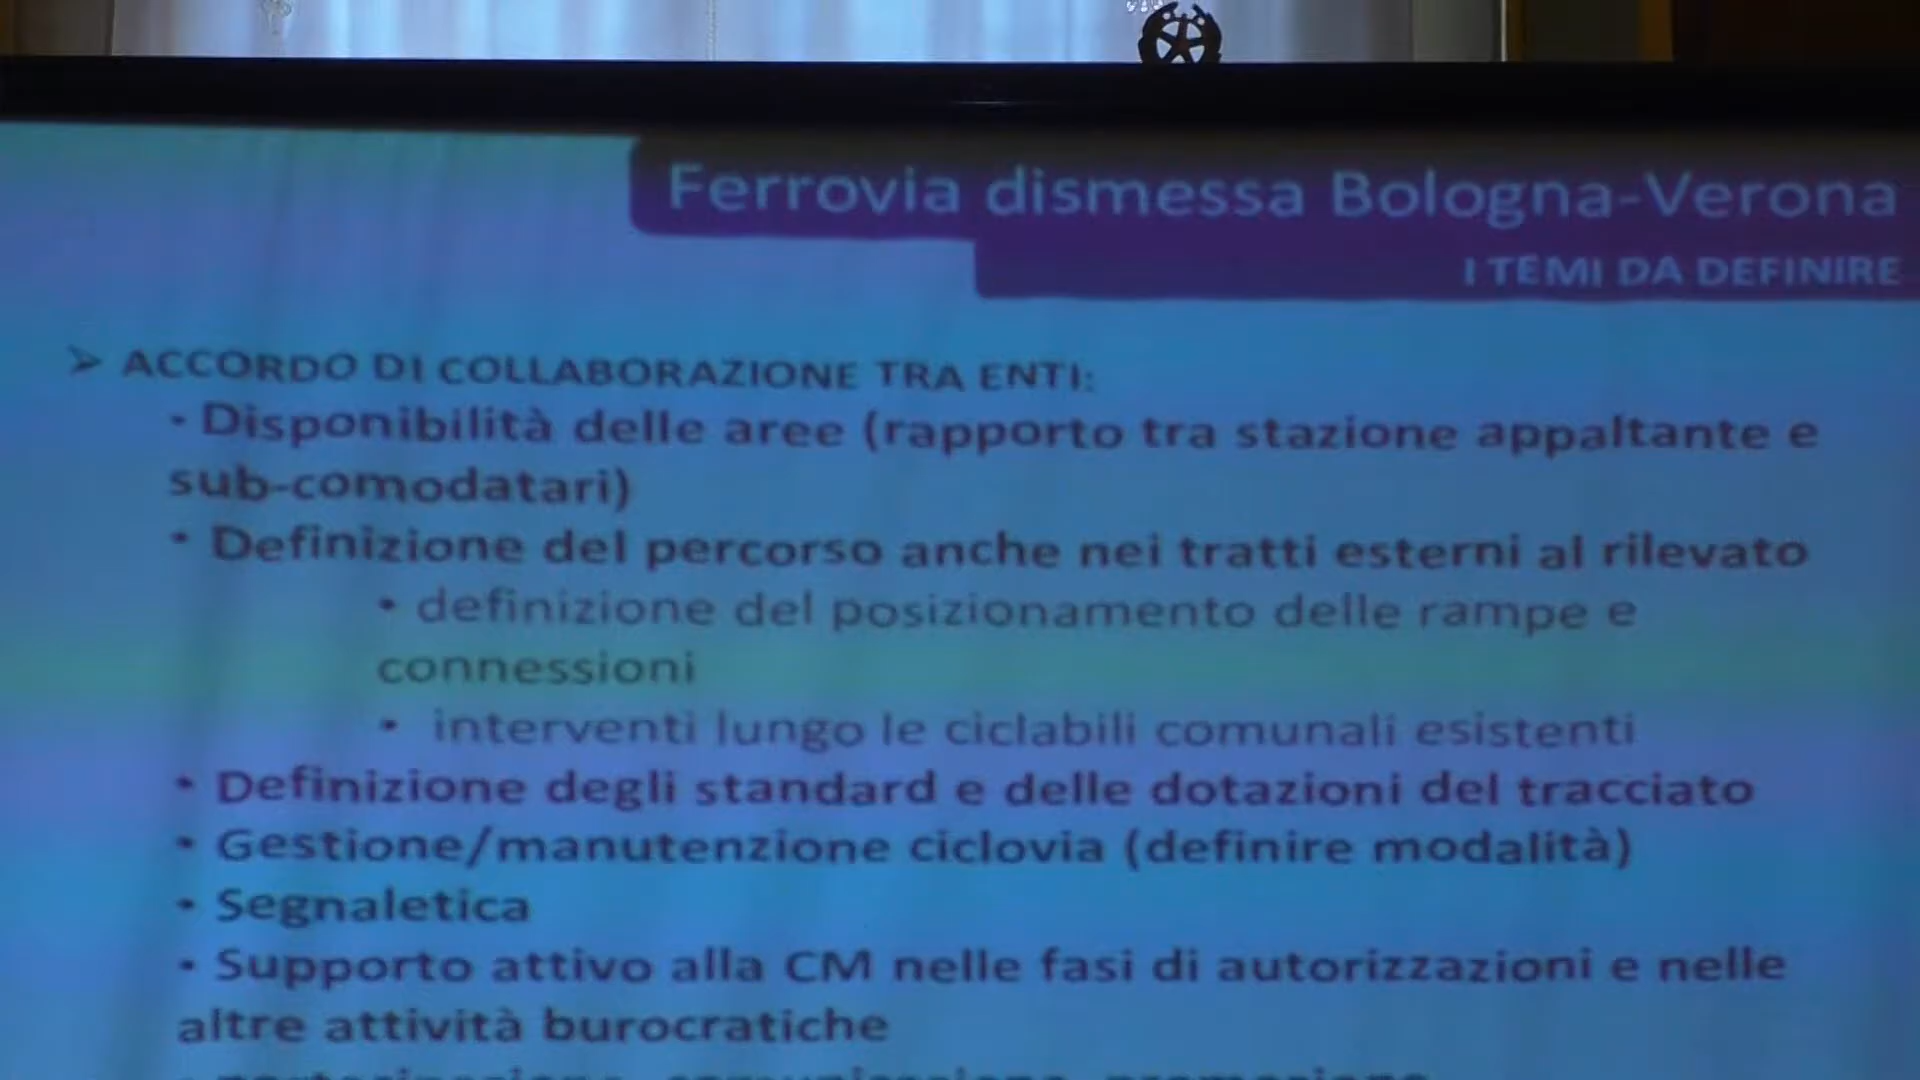 Ferrovia dismessa Bologna-Verona
I TEMI DA DEFINIRE
➢ ACCORDO DI COLLABORAZIONE TRA ENTI:
- Disponibilità delle aree (rapporto tra stazione appaltante e
sub-comodatari)
• Definizione del percorso anche nei tratti esterni al rilevato
• definizione del posizionamento delle rampe e
connessioni
• interventi lungo le ciclabili comunali esistenti
• Definizione degli standard e delle dotazioni del tracciato
• Gestione/manutenzione ciclovia (definire modalità)
• Segnaletica
• Supporto attivo alla CM nelle fasi di autorizzazioni e nelle
altre attività burocratiche